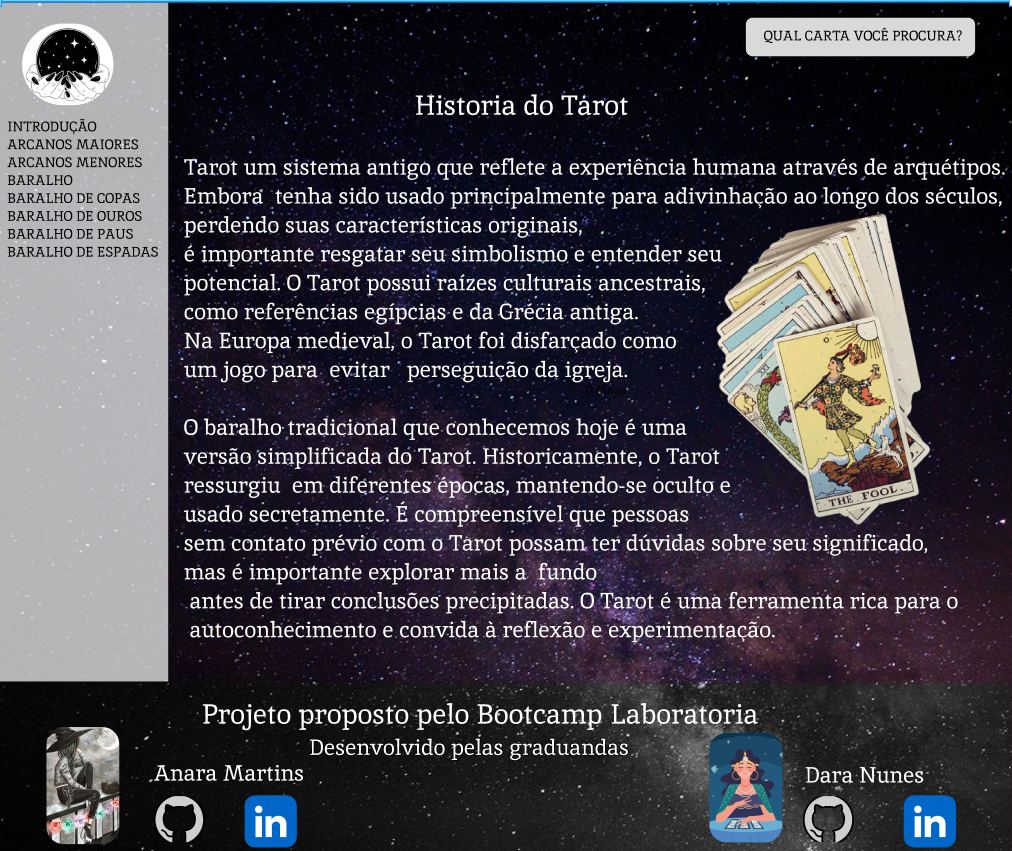 QUAL CARTA VOCÊ PROCURA?
INTRODUÇÃO
ARCANOS MAIORES
ARCANOS MENORES
BARALHO
BARALHO DE COPAS
BARALHO DE OUROS
BARALHO DE PAUS
BARALHO DE ESPADAS
Historia do Tarot
Tarot um sistema antigo que reflete a experiência humana através de arquétipos.
Embora tenha sido usado principalmente para adivinhação ao longo dos séculos,
perdendo suas características originais,
é importante resgatar seu simbolismo e entender seu
potencial. O Tarot possui raízes culturais ancestrais,
como referências egípcias e da Grécia antiga.
Na Europa medieval, o Tarot foi disfarçado como
um jogo para evitar perseguição da igreja.
O baralho tradicional que conhecemos hoje é uma
versão simplificada do Tarot. Historicamente, o Tarot
ressurgiu em diferentes épocas, mantendo-se oculto e
usado secretamente. É compreensível que pessoas
sem contato prévio com o Tarot possam ter dúvidas sobre seu significado,
mas é importante explorar mais a fundo
antes de tirar conclusões precipitadas. O Tarot é uma ferramenta rica para o
autoconhecimento e convida à reflexão e experimentação.
0
VII
THE FOOL.
Projeto proposto pelo Bootcamp Laboratoria
Desenvolvido pelas graduandas
Anara Martins
Dara Nunes
in
in